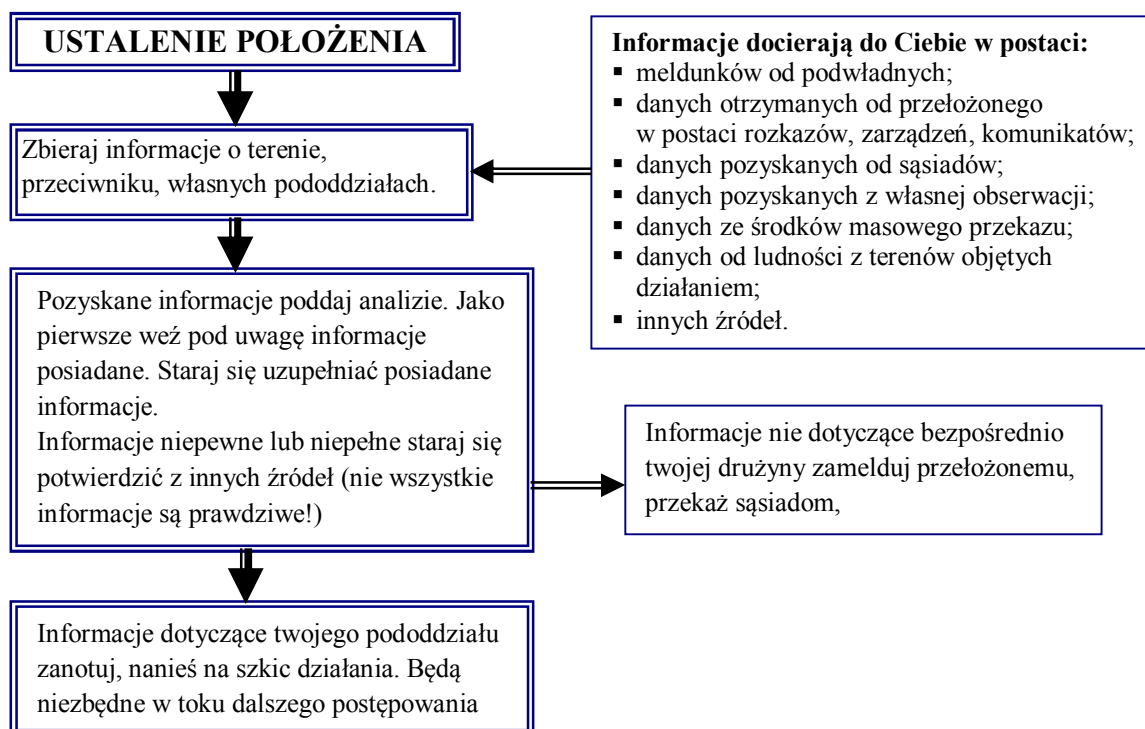 USTALENIE POŁOŻENIA
Zbieraj informacje o terenie,
przeciwniku, własnych pododdziałach.
Informacje docierają do Ciebie w postaci:
▪ meldunków od podwładnych;
▪ danych otrzymanych od przełożonego
w postaci rozkazów, zarządzeń, komunikatów;
▪ danych pozyskanych od sąsiadów;
▪ danych pozyskanych z własnej obserwacji;
▪ danych ze środków masowego przekazu;
▪ danych od ludności z terenów objętych
działaniem;
▪ innych źródeł.
Pozyskane informacje poddaj analizie. Jako
pierwsze weź pod uwagę informacje
posiadane. Staraj się uzupełniać posiadane
informacje.
Informacje niepewne lub niepełne staraj się
potwierdzić z innych źródeł (nie wszystkie
informacje są prawdziwe!)
Informacje nie dotyczące bezpośrednio
twojej drużyny zamelduj przełożonemu,
przekaż sąsiadom,
Informacje dotyczące twojego pododdziału
zanotuj, nanieś na szkic działania. Będą
niezbędne w toku dalszego postępowania